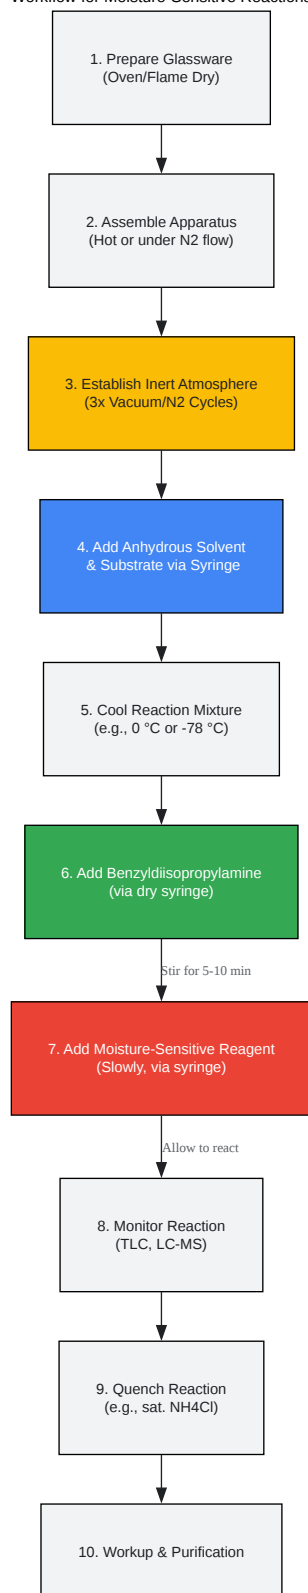 Workflow for Moisture-Sensitive Reactions
1. Prepare Glassware
(Oven/Flame Dry)
2. Assemble Apparatus
(Hot or under N2 flow)
3. Establish Inert Atmosphere
(3x Vacuum/N2 Cycles)
4. Add Anhydrous Solvent
& Substrate via Syringe
5. Cool Reaction Mixture
(e.g., 0 °C or -78 °C)
6. Add Benzyldiisopropylamine
(via dry syringe)
Stir for 5-10 min
7. Add Moisture-Sensitive Reagent
(Slowly, via syringe)
Allow to react
8. Monitor Reaction
(TLC, LC-MS)
9. Quench Reaction
(e.g., sat. NH4Cl)
10. Workup & Purification